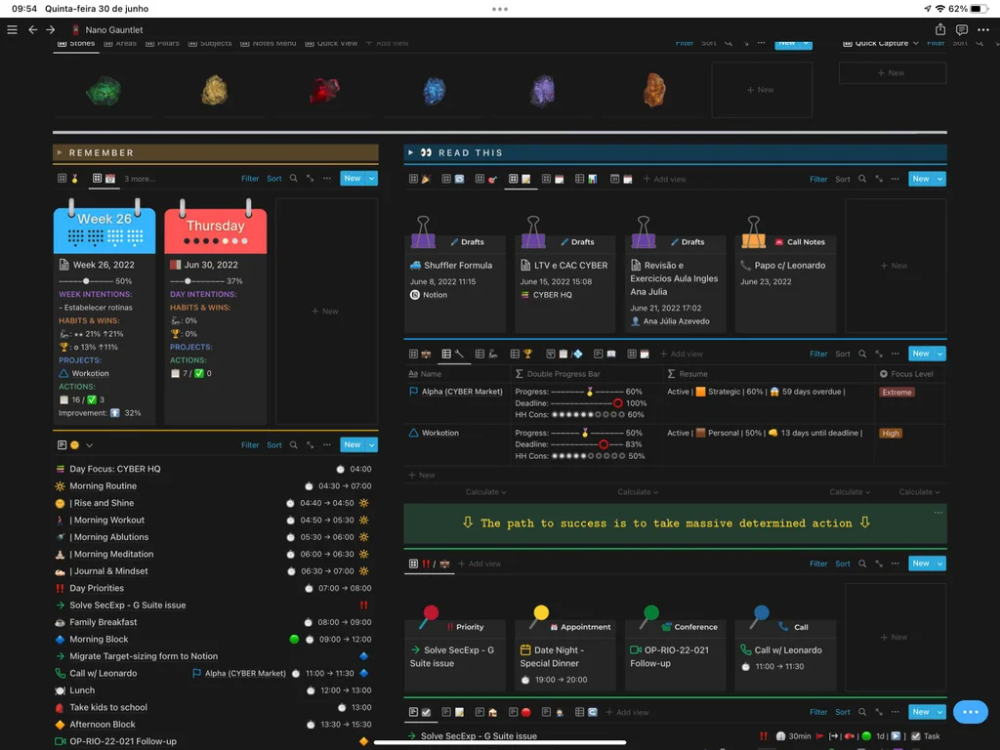 09:54 Quinta-feira 30 de junho
62%
Nano Gauntlet
Stones Areas Pillars Subjects Notes Menu Quick View + Add view
Filter Sort New
Quick Capture Filter Sort
+ New
+ New
REMEMBER
3 more...
Filter Sort New
Week 26
Week 26, 2022
50%
WEEK INTENTIONS:
- Estabelecer rotinas
HABITS & WINS:
21% ↑21%
13% ↑11%
PROJECTS:
Workotion
ACTIONS:
16 / 3
Improvement: 32%
Thursday
Jun 30, 2022
37%
DAY INTENTIONS:
HABITS & WINS:
: 0%
: 0%
PROJECTS:
ACTIONS:
7 / 0
+ New
Filter Sort New
Day Focus: CYBER HQ 04:00
Morning Routine 04:30 → 07:00
| Rise and Shine 04:40 → 04:50
| Morning Workout 04:50 → 05:30
| Morning Ablutions 05:30 → 06:00
| Morning Meditation 06:00 → 06:30
| Journal & Mindset 06:30 → 07:00
Day Priorities 07:00 → 08:00
→ Solve SecExp - G Suite issue
Family Breakfast 08:00 → 09:00
Morning Block 09:00 → 12:00
→ Migrate Target-sizing form to Notion
Call w/ Leonardo Alpha (CYBER Market) 11:00 → 11:30
Lunch 12:00 → 13:00
Take kids to school 13:00
Afternoon Block 13:30 → 15:30
OP-RIO-22-021 Follow-up
READ THIS
+ Add view
Filter Sort New
Drafts
Shuffler Formula
June 8, 2022 11:15
Notion
Drafts
LTV e CAC CYBER
June 15, 2022 15:08
CYBER HQ
Drafts
Revisão e
Exercícios Aula Ingles
Ana Julia
June 21, 2022 17:02
Ana Júlia Azevedo
Call Notes
Papo c/ Leonardo
June 23, 2022
+ New
+ Add view
Filter Sort New
Aa Name Double Progress Bar Resume Focus Level
Alpha (CYBER Market)
Progress: 60%
Deadline: 100%
HH Cons: 60%
Active | Strategic | 60% | 59 days overdue |
Extreme
Workotion
Progress: 50%
Deadline: 83%
HH Cons: 50%
Active | Personal | 50% | 13 days until deadline |
High
+ New
Calculate Calculate Calculate Calculate
The path to success is to take massive determined action
/ + Add view
Filter Sort New
Priority
→ Solve SecExp - G
Suite issue
Appointment
Date Night -
Special Dinner
19:00 → 20:00
Conference
OP-RIO-22-021
Follow-up
Call
Call w/ Leonardo
11:00 → 11:30
+ New
+ Add view
Filter Sort New
→ Solve SecExp - G Suite issue
30min 1d Task